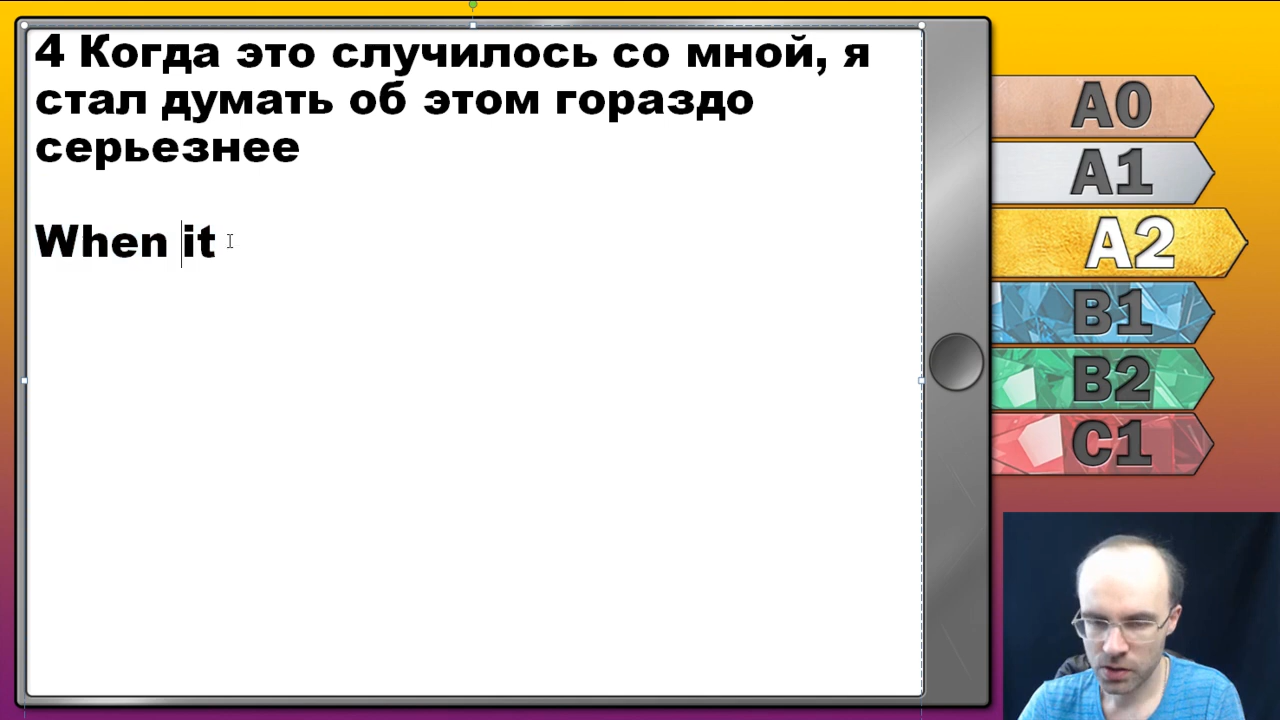 4 Когда это случилось со мной, я
стал думать об этом гораздо
серьезнее
When it
A0
A1
A2
B1
B2
C1